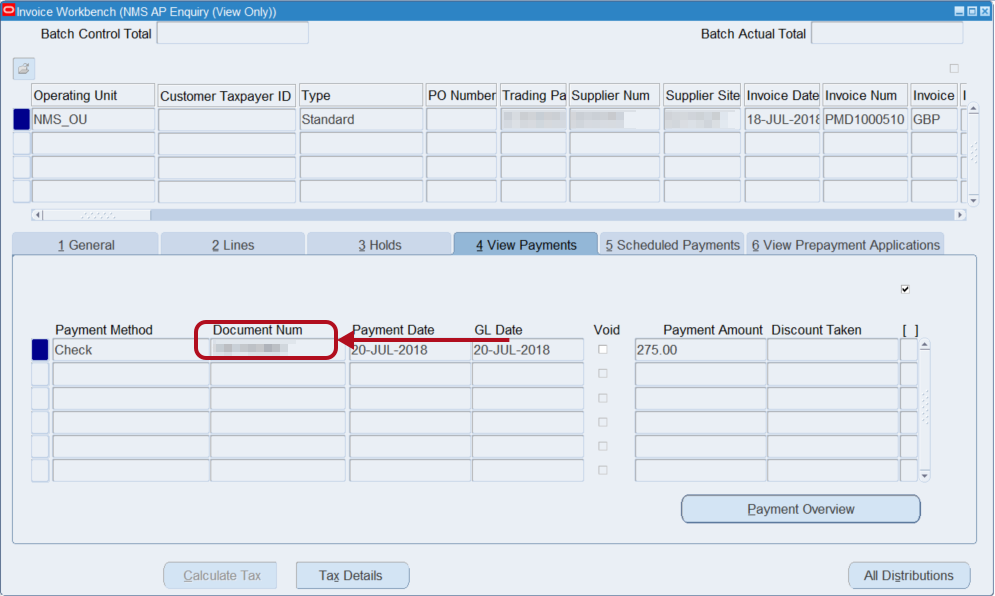 Invoice Workbench (NMS AP Enquiry (View Only))
Batch Control Total Batch Actual Total
Operating Unit Customer Taxpayer ID Type PO Number Trading Pa Supplier Num Supplier Site Invoice Date Invoice Num Invoice
NMS_OU Standard 18-JUL-2018 PMD1000510 GBP
1 General 2 Lines 3 Holds 4 View Payments 5 Scheduled Payments 6 View Prepayment Applications
Payment Method Document Num Payment Date GL Date Void Payment Amount Discount Taken [ ]
Check 20-JUL-2018 20-JUL-2018 275.00
Payment Overview
Calculate Tax Tax Details All Distributions